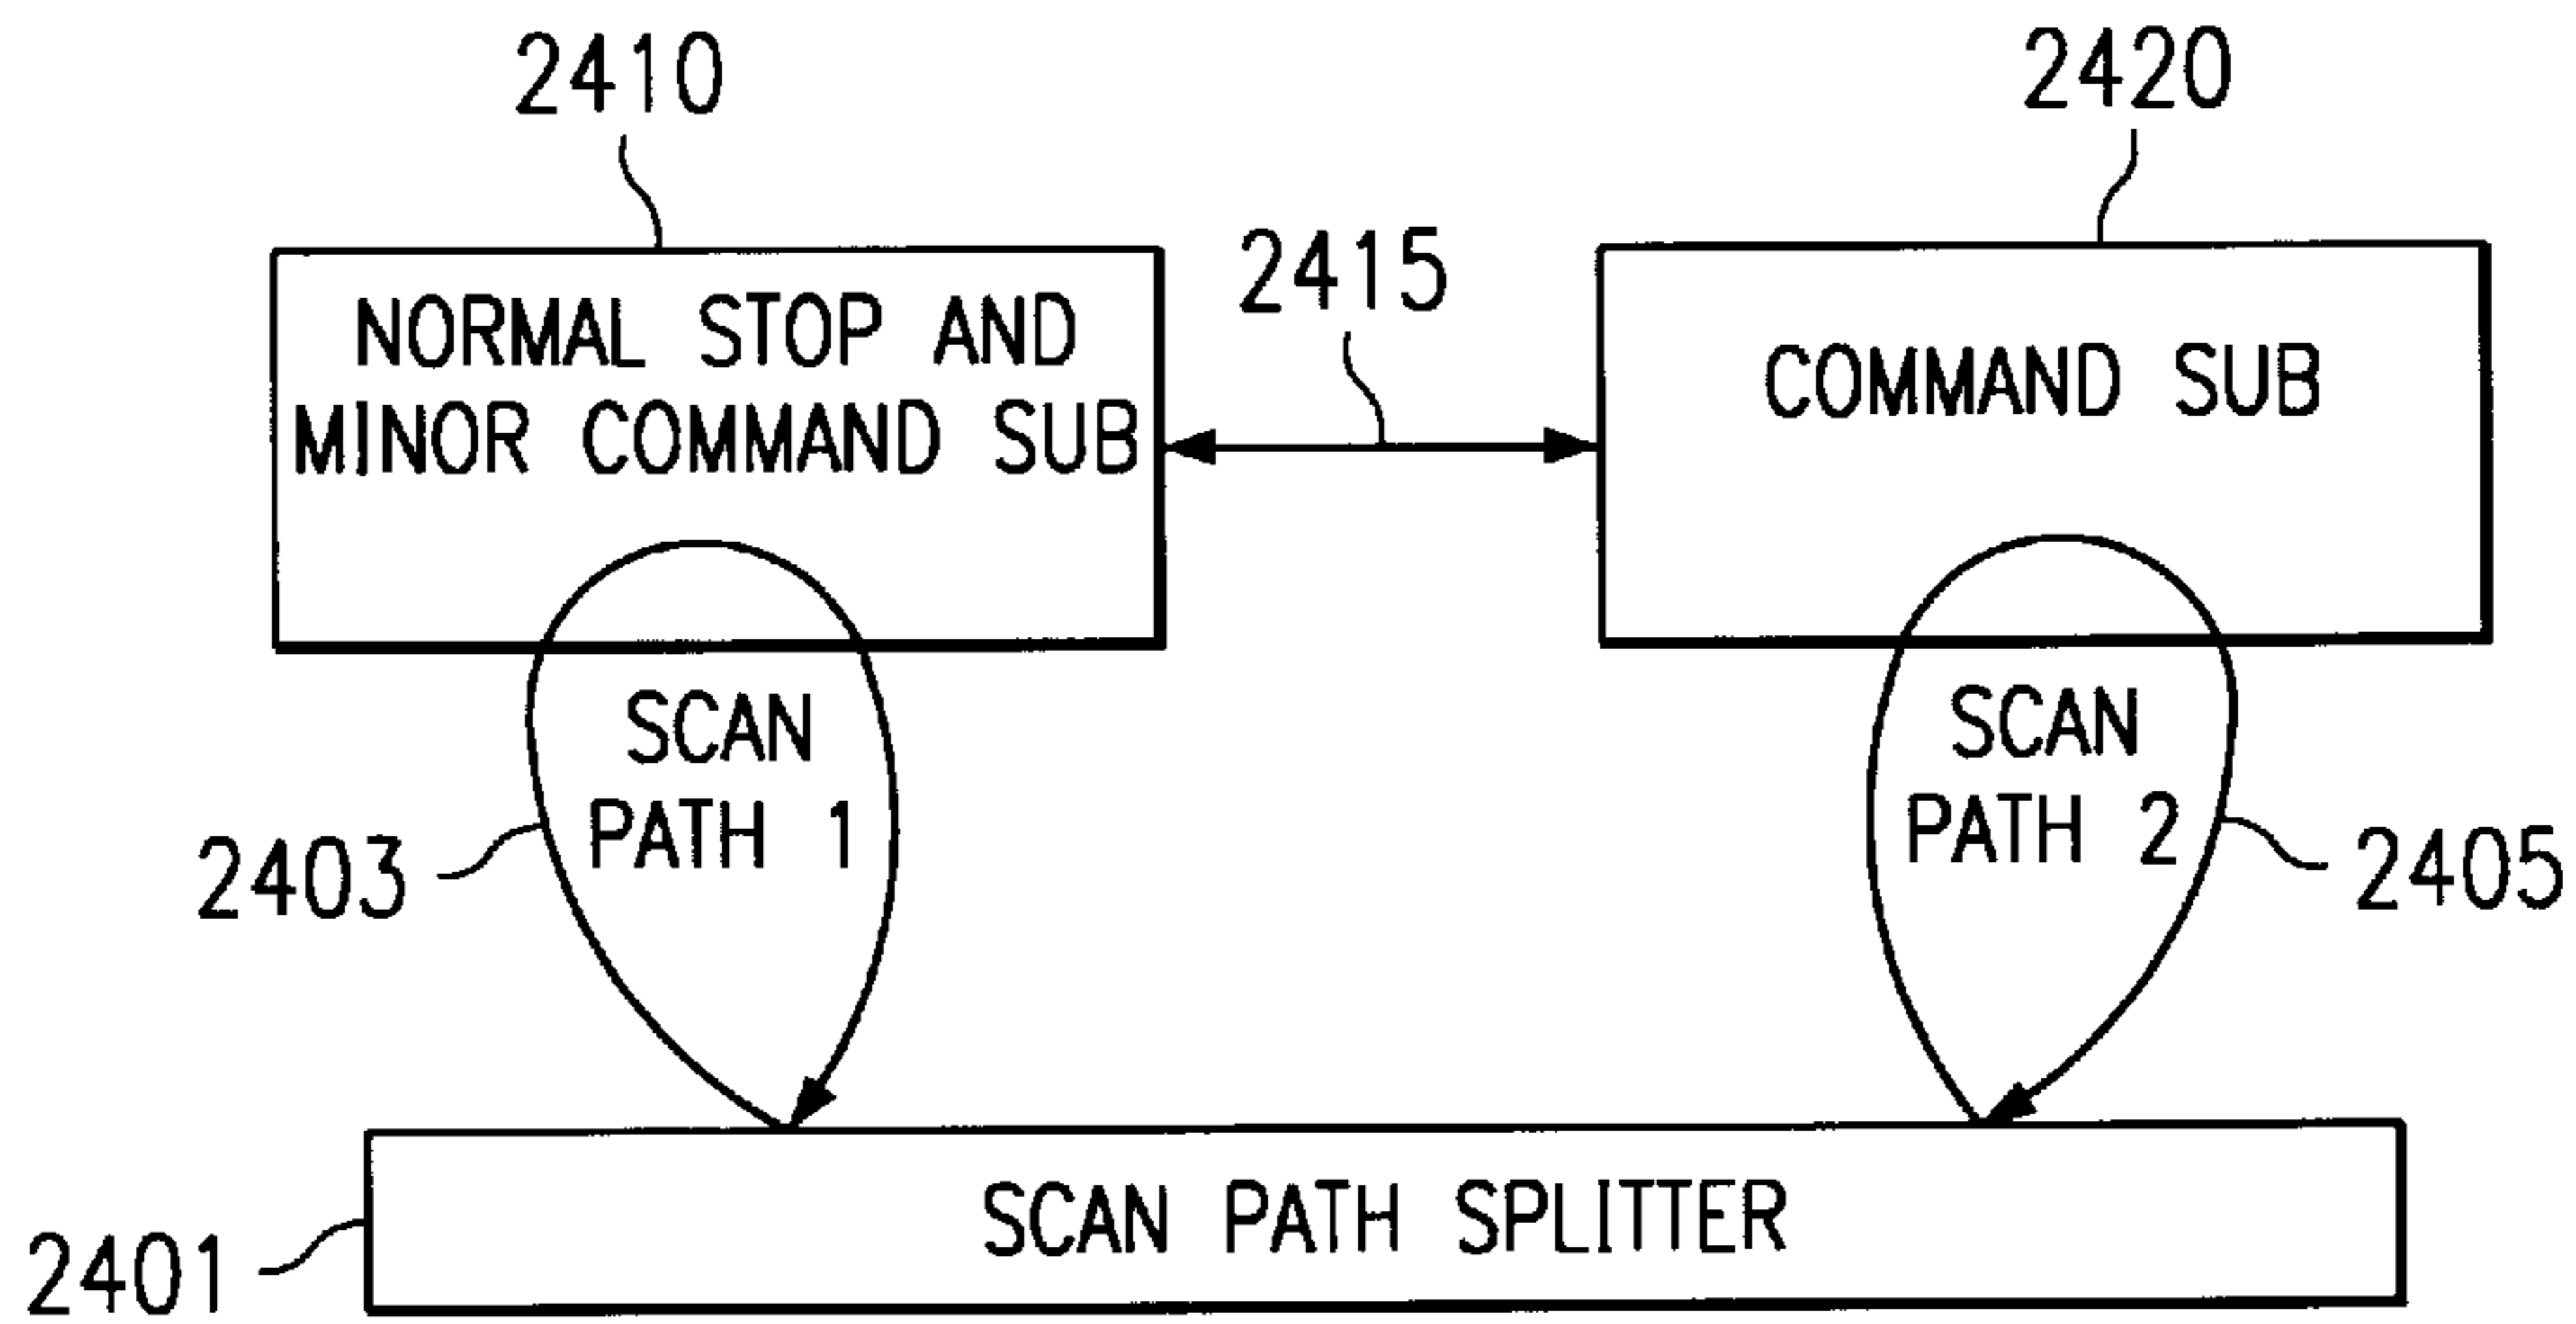 2410
2420
2415
NORMAL STOP AND
MINOR COMMAND SUB
COMMAND SUB
SCAN
PATH 1
SCAN
PATH 2
2403
2405
2401
SCAN PATH SPLITTER